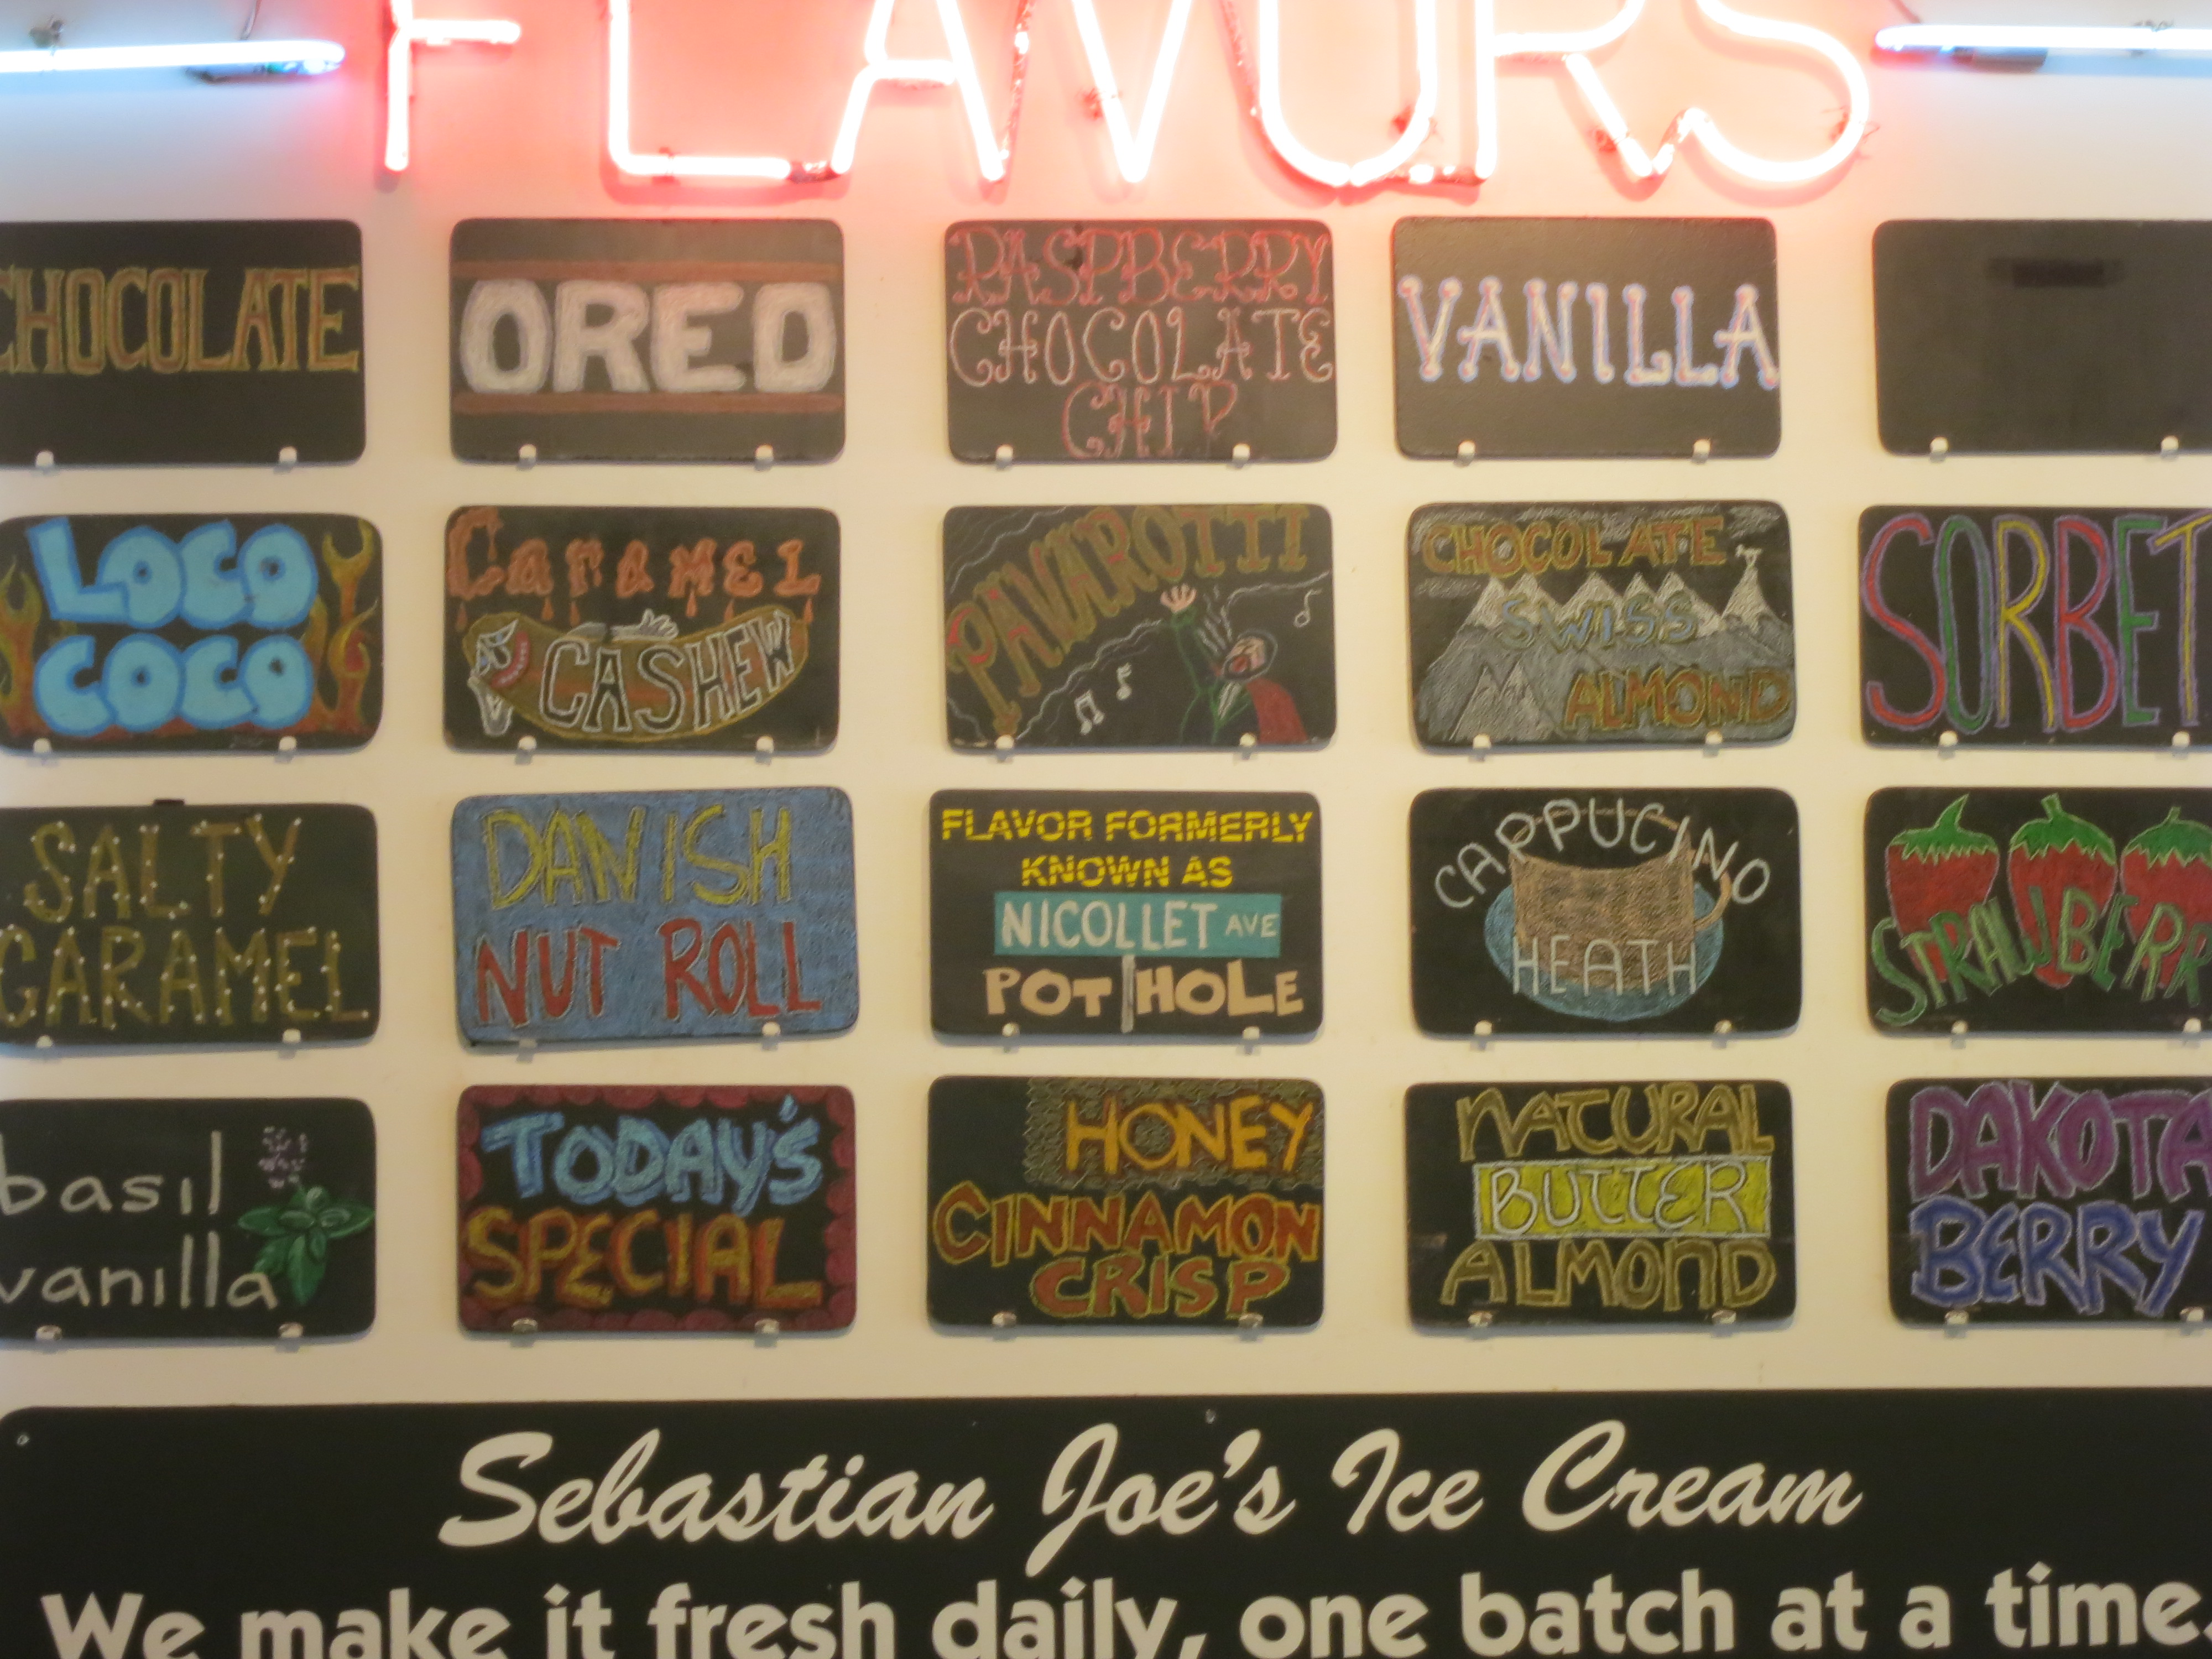 FLAVORS
CHOCOLATE
OREO
RASPBERRY
CHOCOLATE
CHIP
VANILLA
LOCO
COCO
CARAMEL
CASHEW
PAVAROTTI
CHOCOLATE
SWISS
ALMOND
SORBET
SALTY
CARAMEL
DANISH
NUT ROLL
FLAVOR FORMERLY
KNOWN AS
NICOLLET AVE
POT HOLE
CAPPUCINO
HEATH
STRAWBERR
basil
vanilla
TODAY'S
SPECIAL
HONEY
CINNAMON
CRISP
NATURAL
BUTTER
ALMOND
DAKOTA
BERRY
Sebastian Joe's Ice Cream
We make it fresh daily, one batch at a time.